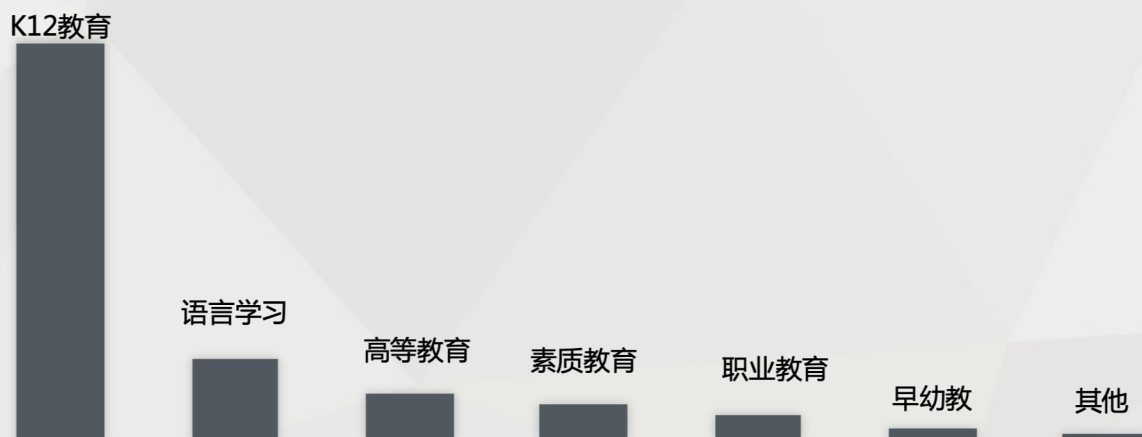 K12教育
语言学习
高等教育
素质教育
职业教育
早幼教
其他